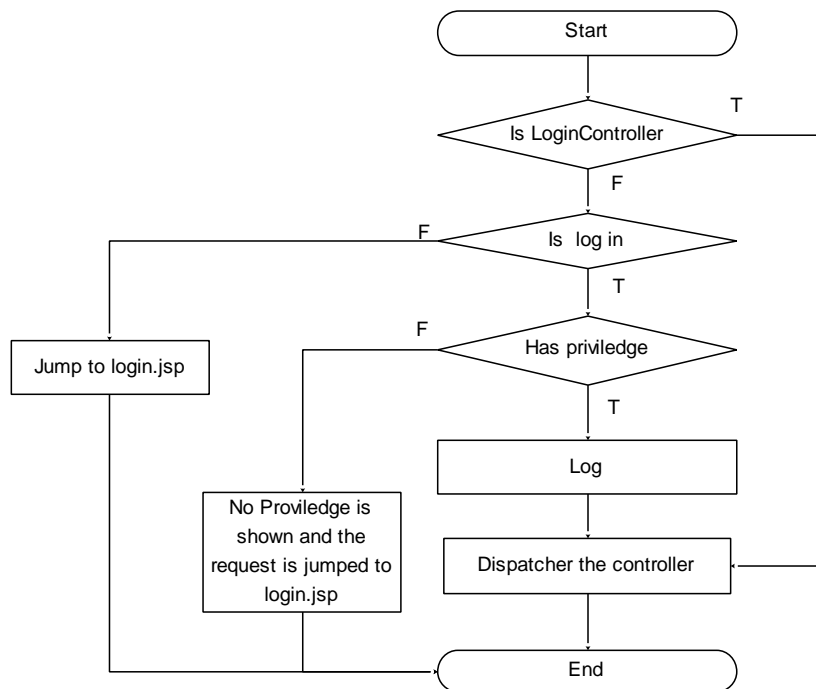 Start
T
Is LoginController
F
F
Is log in
T
F
Has priviledge
Jump to login.jsp
T
Log
No Proviledge is
shown and the
request is jumped to
login.jsp
Dispatcher the controller
End